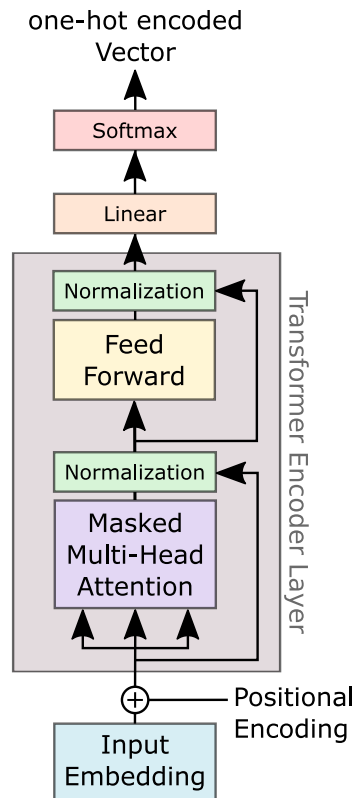 one-hot encoded
Vector
Softmax
Linear
Normalization
Feed
Forward
Normalization
Masked
Multi-Head
Attention
Transformer Encoder Layer
Positional
Encoding
Input
Embedding